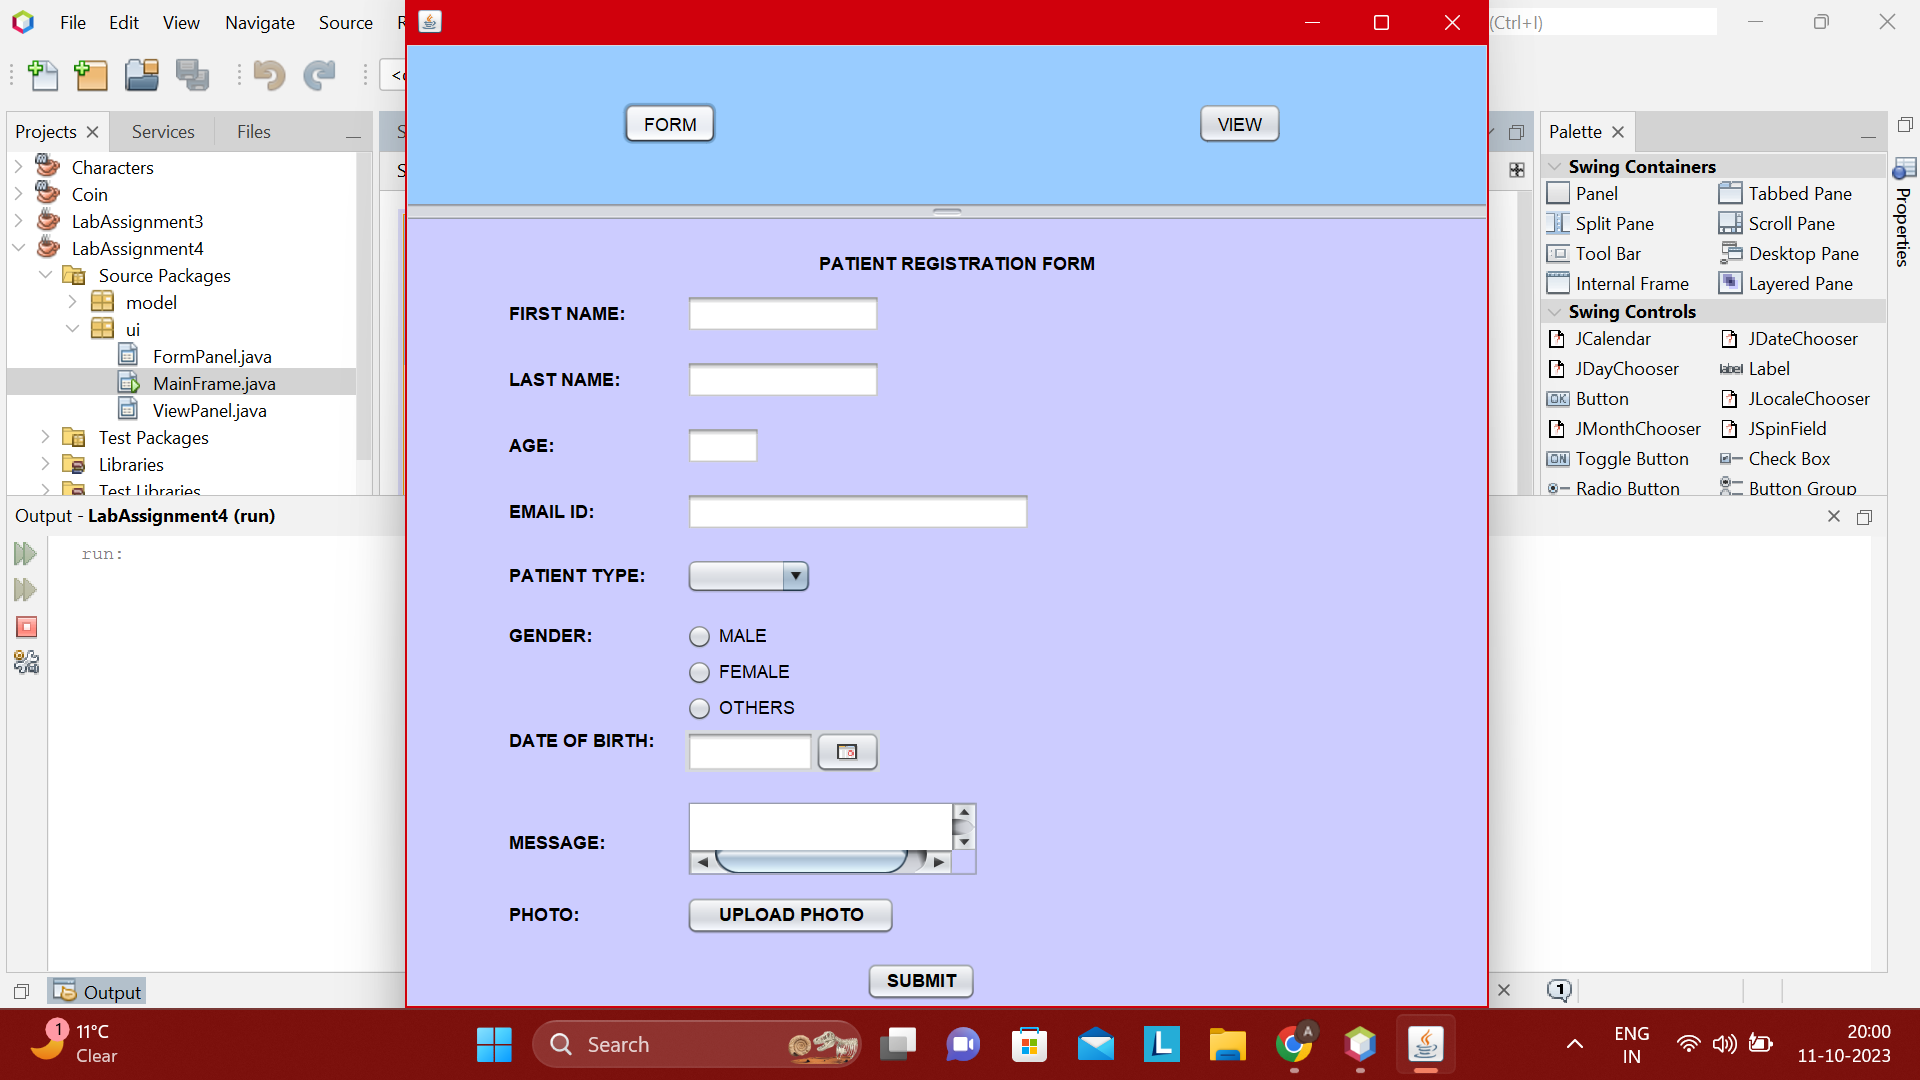 File Edit View Navigate Source
(Ctrl+I)
FORM
VIEW
Projects Services Files
Characters
Coin
LabAssignment3
LabAssignment4
Source Packages
model
ui
FormPanel.java
MainFrame.java
ViewPanel.java
Test Packages
Libraries
Test Libraries
Output - LabAssignment4 (run)
run:
Output
PATIENT REGISTRATION FORM
FIRST NAME:
LAST NAME:
AGE:
EMAIL ID:
PATIENT TYPE:
GENDER:
MALE
FEMALE
OTHERS
DATE OF BIRTH:
MESSAGE:
PHOTO:
UPLOAD PHOTO
SUBMIT
Palette
Swing Containers
Panel Tabbed Pane
Split Pane Scroll Pane
Tool Bar Desktop Pane
Internal Frame Layered Pane
Swing Controls
JCalendar JDateChooser
JDayChooser label Label
OK Button JLocaleChooser
JMonthChooser JSpinField
ON Toggle Button Check Box
Radio Button Button Group
Properties
1
1
11°C
Clear
Search
L
A
ENG
IN
20:00
11-10-2023